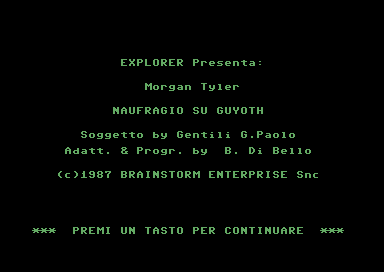 EXPLORER Presenta:
Morgan Tyler
NAUFRAGIO SU GUYOTH
Soggetto by Gentili G.Paolo
Adatt. & Progr. by  B. Di Bello
(c)1987 BRAINSTORM ENTERPRISE Snc
***  PREMI UN TASTO PER CONTINUARE  ***